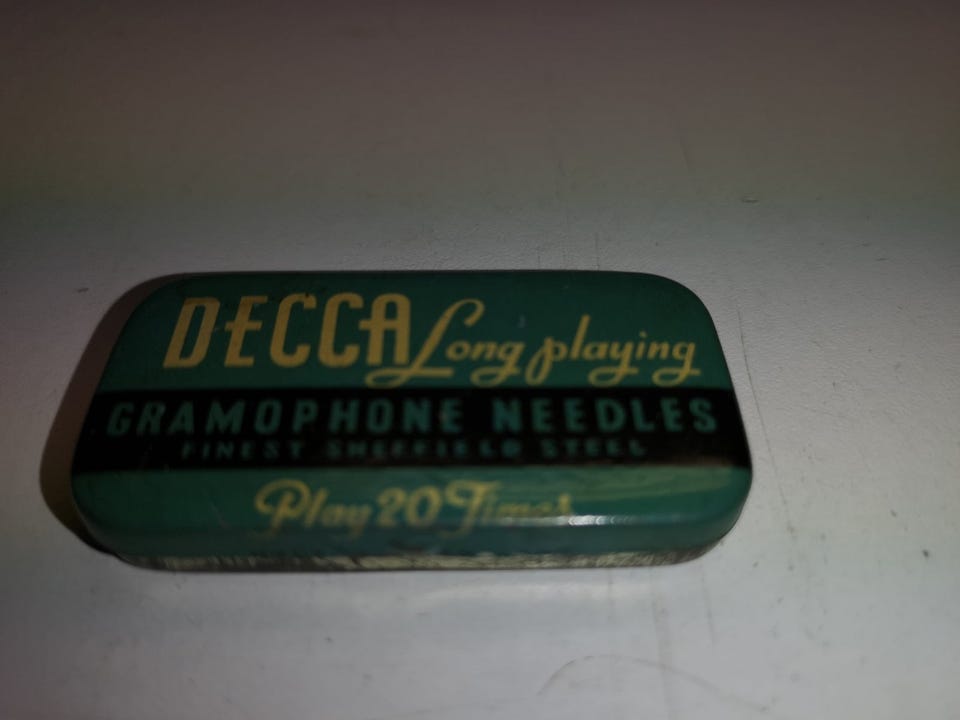 DECCA Long playing
GRAMOPHONE NEEDLES
FINEST SHEFFIELD STEEL
Play 20 Times